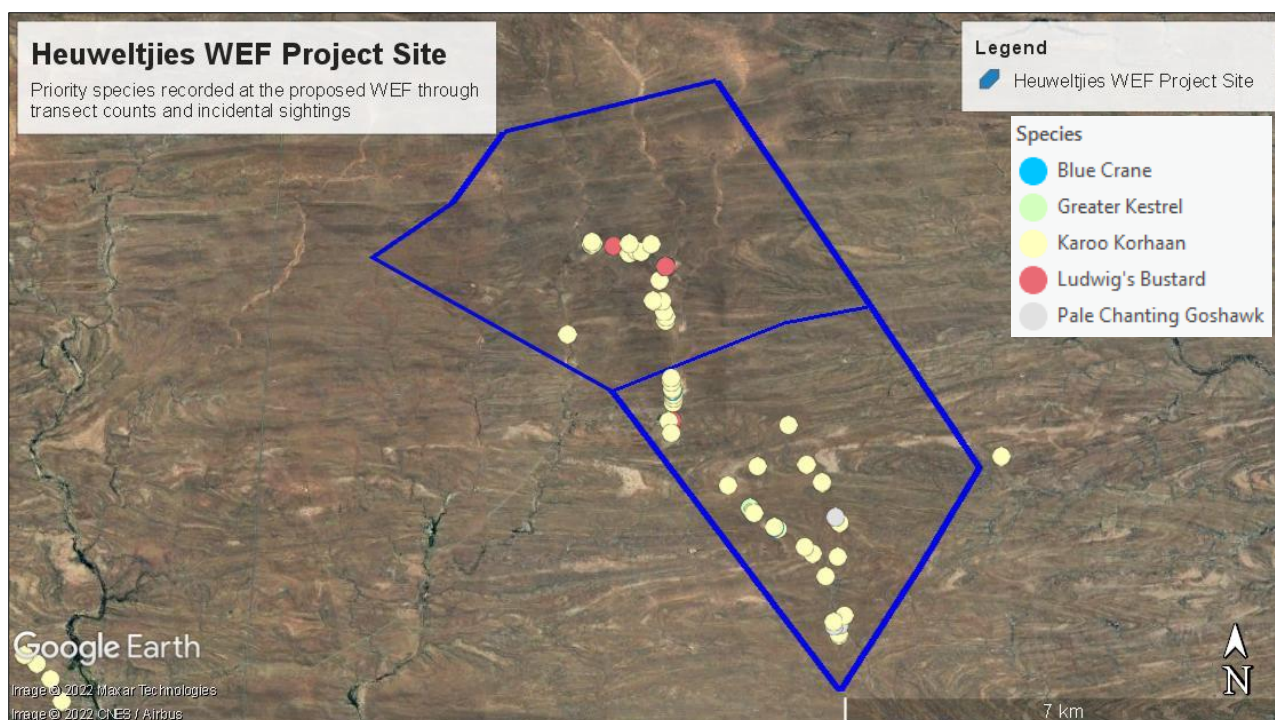 Heuweltjies WEF Project Site
Priority species recorded at the proposed WEF through
transect counts and incidental sightings
Legend
Heuweltjies WEF Project Site
Species
Blue Crane
Greater Kestrel
Karoo Korhaan
Ludwig's Bustard
Pale Chanting Goshawk
Google Earth
Image © 2022 Maxar Technologies
Image © 2022 CNES / Airbus
N
7 km